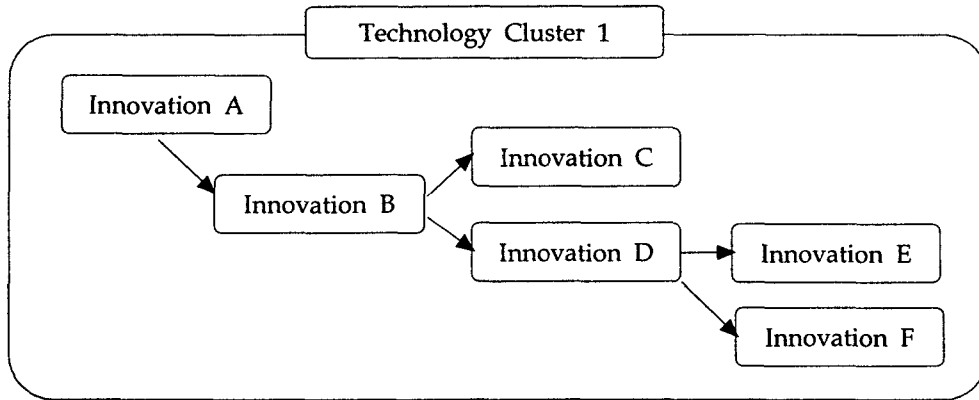 Technology Cluster 1
Innovation A
Innovation B
Innovation C
Innovation D
Innovation E
Innovation F